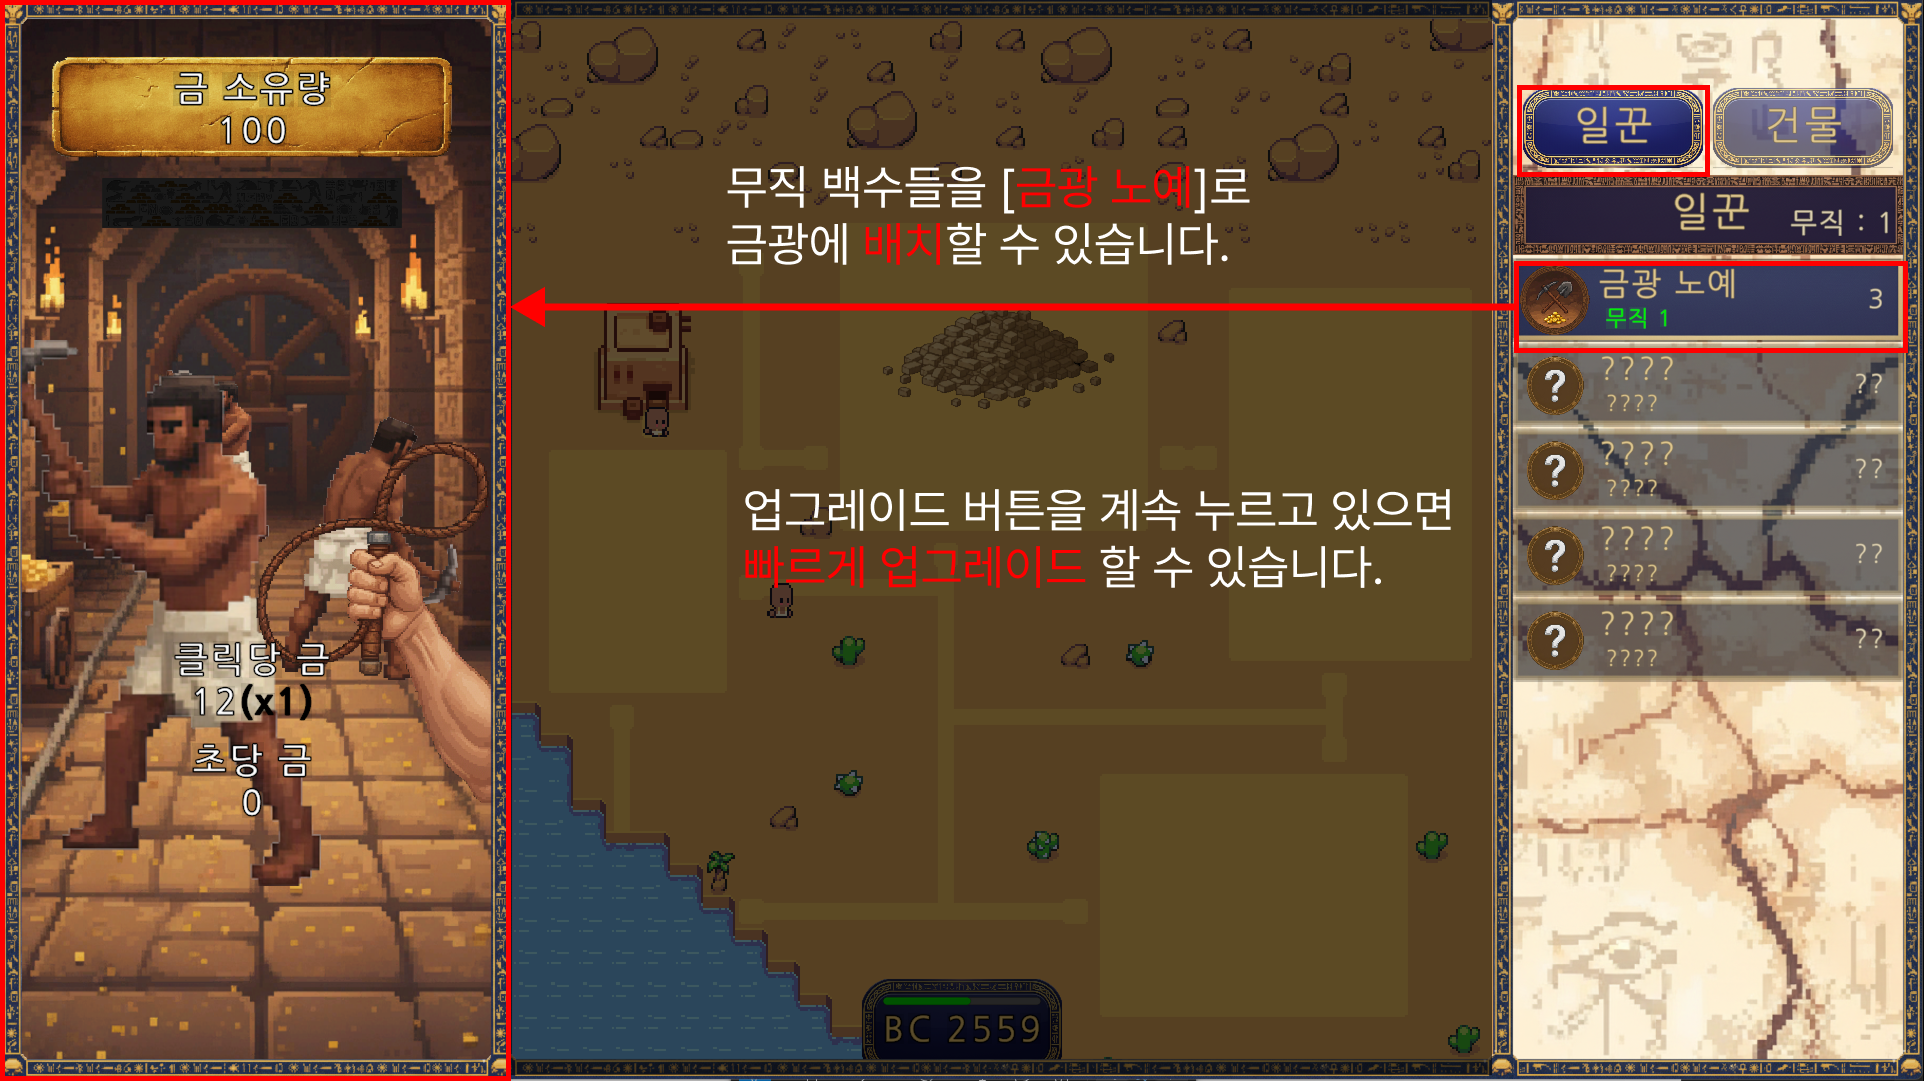 금 소유량
100
무직 백수들을 [금광 노예]로
금광에 배치할 수 있습니다.
업그레이드 버튼을 계속 누르고 있으면
빠르게 업그레이드 할 수 있습니다.
클릭당 금
12(x1)
초당 금
0
BC 2559
일꾼
건물
일꾼
무직 : 1
금광 노예
3
무직 1
? ????
??
????
? ????
??
????
? ????
??
????
? ????
??
????